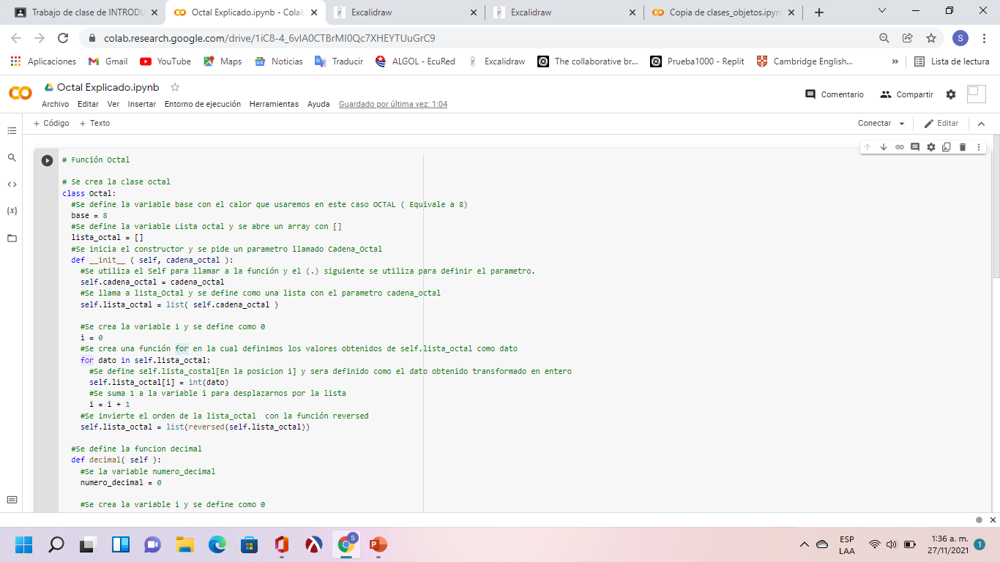 Trabajo de clase de INTRODU
Octal Explicado.ipynb - Colab
Excalidraw
Excalidraw
Copia de clases_objetos.ipynb
colab.research.google.com/drive/1iC8-4_6vIA0CTBrMI0Qc7XHEYTUuGrC9
S
Aplicaciones
Gmail
YouTube
Maps
Noticias
Traducir
ALGOL - EcuRed
Excalidraw
The collaborative br...
Prueba1000 - Replit
Cambridge English...
»
Lista de lectura
Octal Explicado.ipynb
Archivo Editar Ver Insertar Entorno de ejecución Herramientas Ayuda Guardado por última vez: 1:04
Comentario
Compartir
+ Código + Texto
Conectar
Editar
# Función Octal
# Se crea la clase octal
class Octal:
#Se define la variable base con el calor que usaremos en este caso OCTAL ( Equivale a 8)
base = 8
#Se define la variable Lista octal y se abre un array con []
lista_octal = []
#Se inicia el constructor y se pide un parametro llamado Cadena_Octal
def __init__ ( self, cadena_octal ):
#Se utiliza el Self para llamar a la función y el (.) siguiente se utiliza para definir el parametro.
self.cadena_octal = cadena_octal
#Se llama a lista_Octal y se define como una lista con el parametro cadena_octal
self.lista_octal = list( self.cadena_octal )
#Se crea la variable i y se define como 0
i = 0
#Se crea una función for en la cual definimos los valores obtenidos de self.lista_octal como dato
for dato in self.lista_octal:
#Se define self.lista_costal[En la posicion i] y sera definido como el dato obtenido transformado en entero
self.lista_octal[i] = int(dato)
#Se suma 1 a la variable i para desplazarnos por la lista
i = i + 1
#Se invierte el orden de la lista_octal  con la función reversed
self.lista_octal = list(reversed(self.lista_octal))
#Se define la funcion decimal
def decimal( self ):
#Se la variable numero_decimal
numero_decimal = 0
#Se crea la variable i y se define como 0
{x}
ESP
LAA
1:36 a. m.
27/11/2021
1